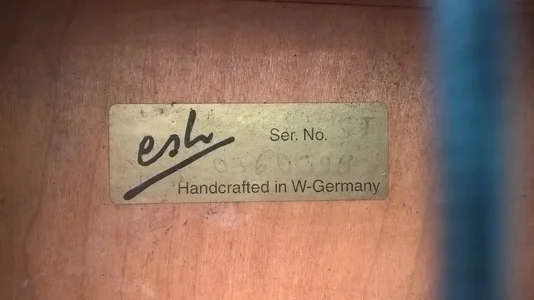 esh
Ser. No.
Handcrafted in W-Germany